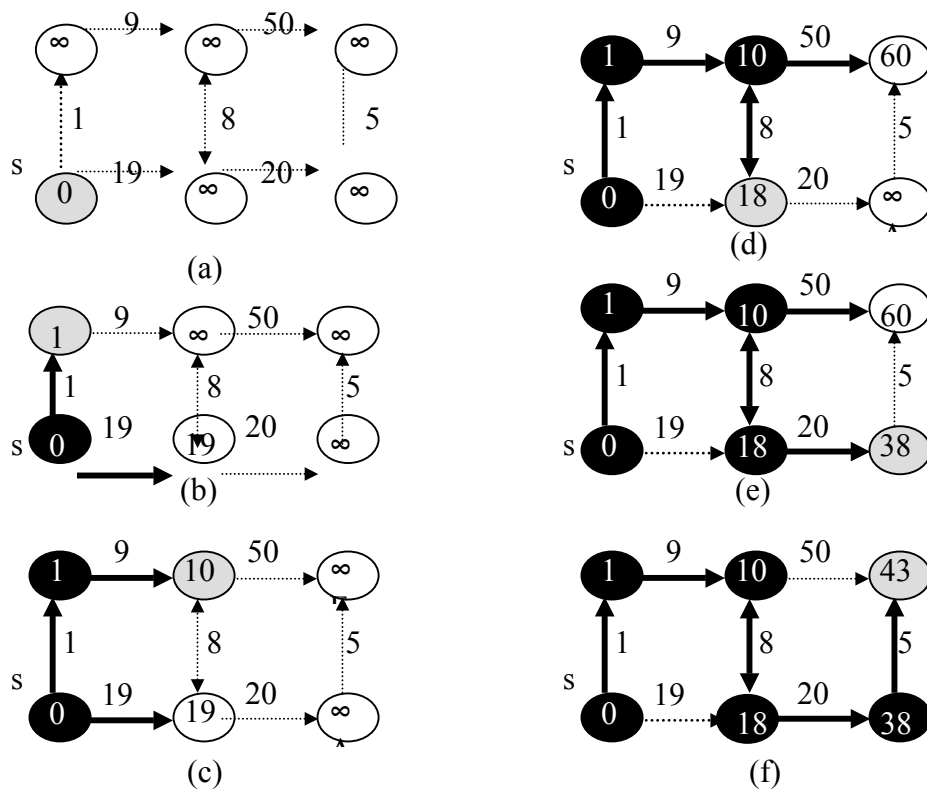 9 50
∞ ∞ ∞
1 8 5
s 19 20
0 ∞ ∞
(a)
9 50
1 ∞ ∞ ∞
1 8 5
19 20
s 0 19 ∞
(b)
9 50
1 10 ∞
1 8 5
s 19 20
0 19 ∞
(c)
9 50
1 10 60
1 8 5
s 19 20
0 18 ∞
(d)
9 50
1 10 60
1 8 5
s 19 20
0 18 38
(e)
9 50
1 10 43
1 8 5
s 19 20
0 18 38
(f)